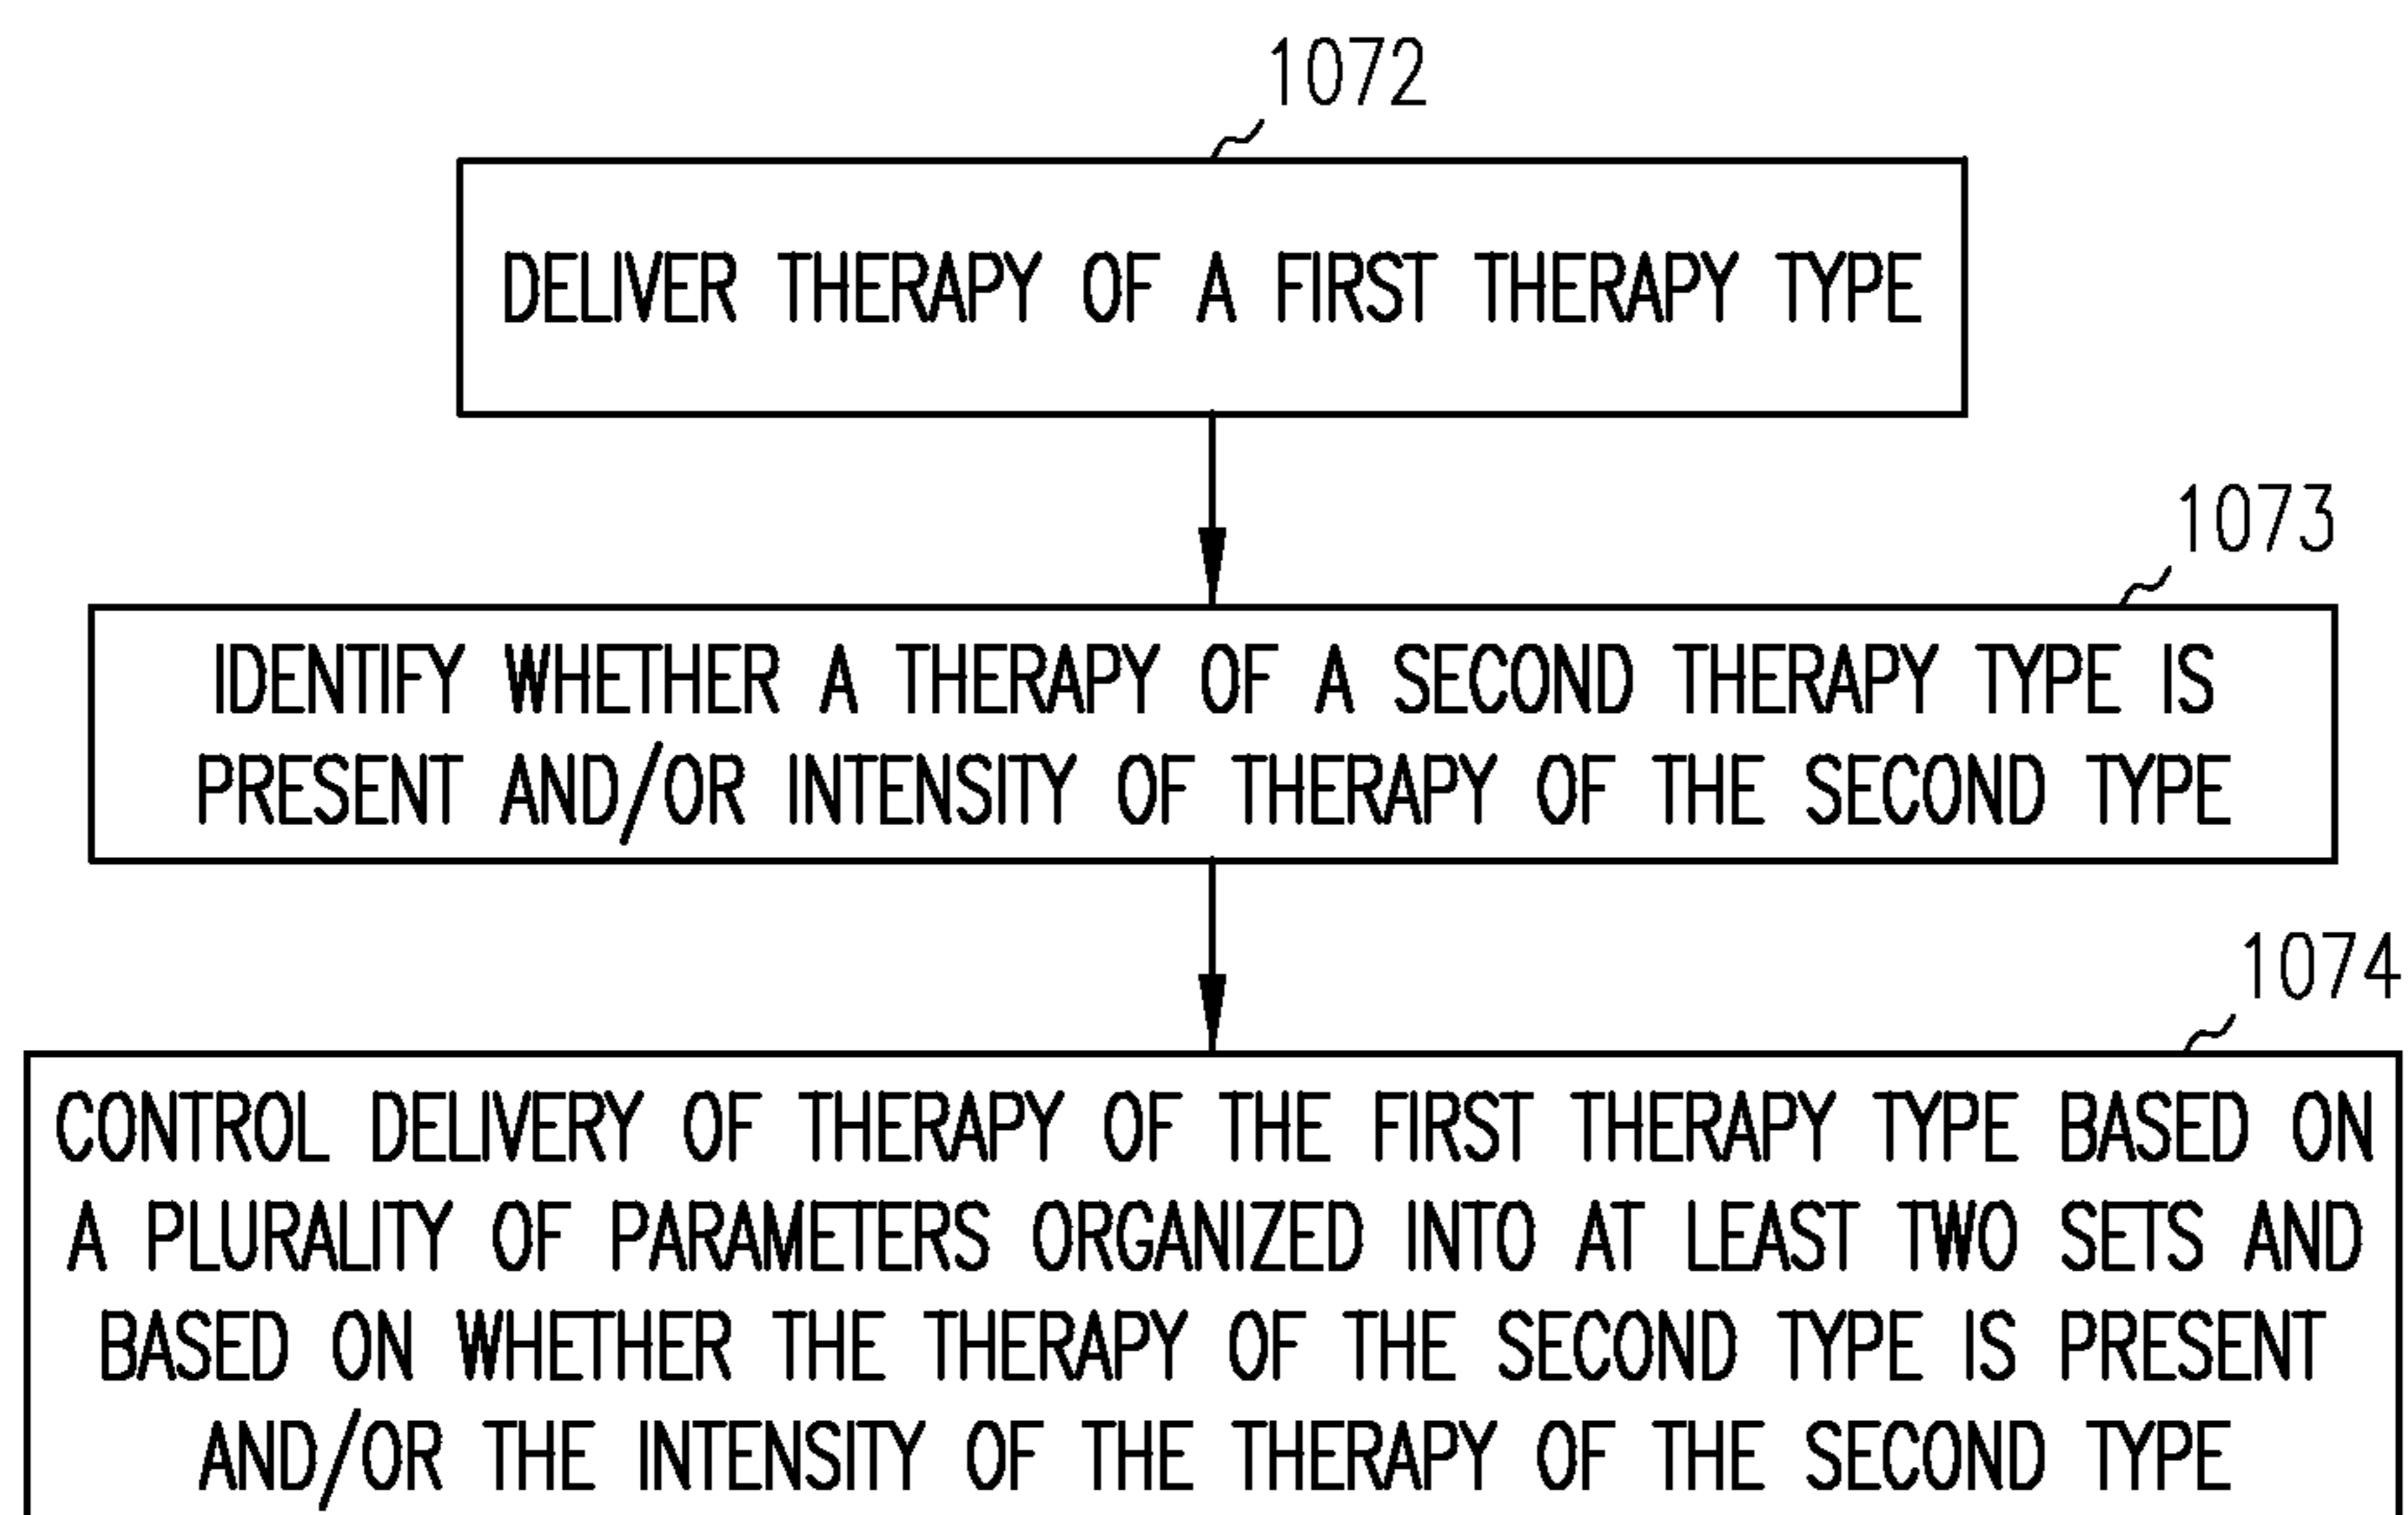 1072
DELIVER THERAPY OF A FIRST THERAPY TYPE
1073
IDENTIFY WHETHER A THERAPY OF A SECOND THERAPY TYPE IS
PRESENT AND/OR INTENSITY OF THERAPY OF THE SECOND TYPE
1074
CONTROL DELIVERY OF THERAPY OF THE FIRST THERAPY TYPE BASED ON
A PLURALITY OF PARAMETERS ORGANIZED INTO AT LEAST TWO SETS AND
BASED ON WHETHER THE THERAPY OF THE SECOND TYPE IS PRESENT
AND/OR THE INTENSITY OF THE THERAPY OF THE SECOND TYPE